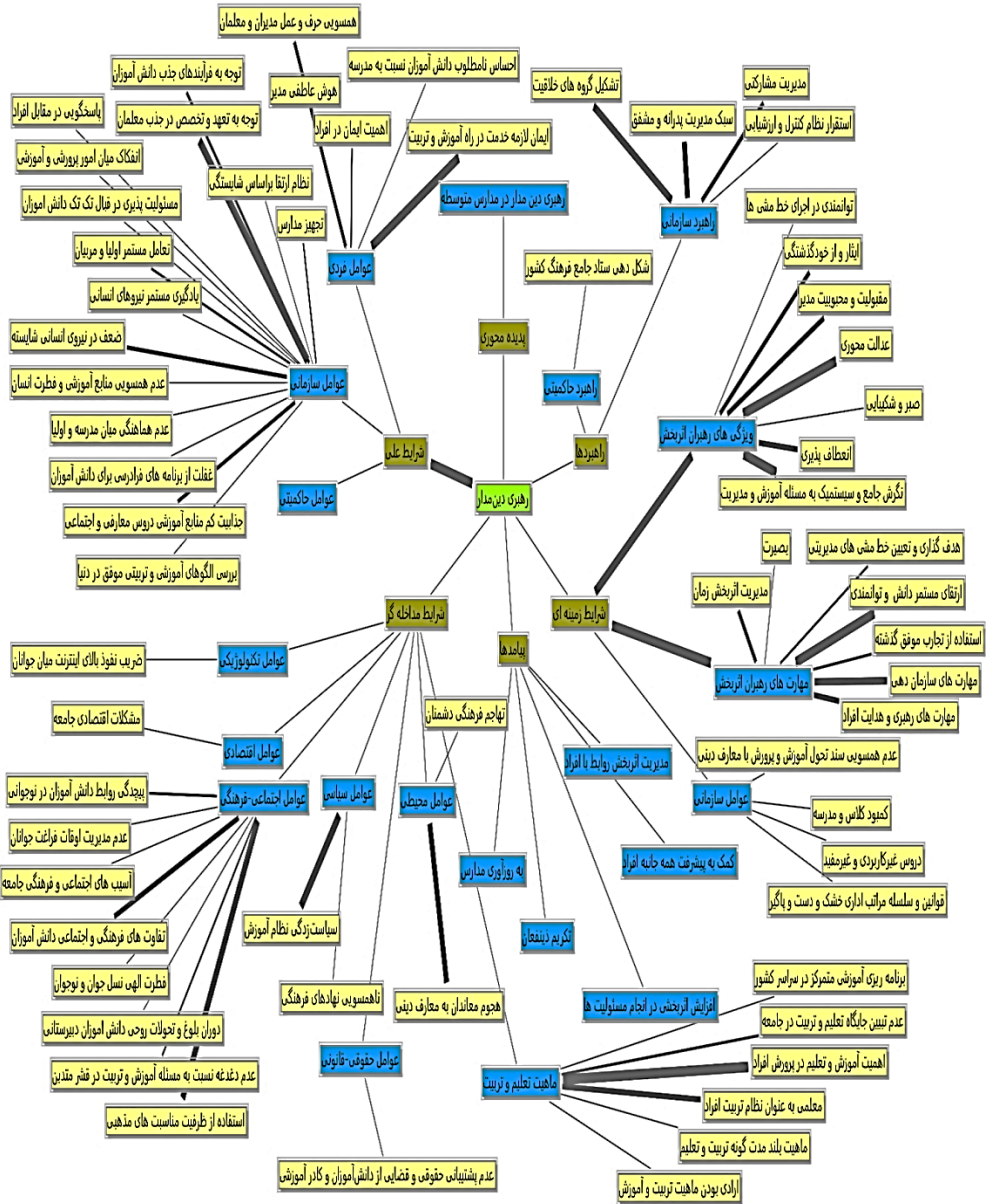 همسویی حرف و عمل مدیران و معلمان
احساس نامطلوب دانش آموزان نسبت به مدرسه
هوش عاطفی مدیر
اهمیت ایمان در افراد
ایمان لازمه خدمت در راه آموزش و تربیت
عوامل فردی
توجه به فرآیندهای جذب دانش آموزان
توجه به تعهد و تخصص در جذب معلمان
پاسخگویی در مقابل افراد
انفکاک میان امور پرورشی و آموزشی
نظام ارتقا براساس شایستگی
مسئولیت پذیری در قبال تک تک دانش اموزان
تجهیز مدارس
تعامل مستمر اولیا و مربیان
یادگیری مستمر نیروهای انسانی
ضعف در نیروی انسانی شایسته
عوامل سازمانی
عدم همسویی منابع آموزشی و فطرت انسان
عدم هماهنگی میان مدرسه و اولیا
غفلت از برنامه های فرادرسی برای دانش آموزان
جذابیت کم منابع آموزشی دروس معارفی و اجتماعی
بررسی الگوهای آموزشی و تربیتی موفق در دنیا
شرایط علی
عوامل حاکمیتی
رهبری دین مدار در مدارس متوسطه
پدیده محوری
رهبری دین‌مدار
تشکیل گروه های خلاقیت
مدیریت مشارکتی
سبک مدیریت پدرانه و مشفق
استقرار نظام کنترل و ارزشیابی
راهبرد سازمانی
شکل دهی ستاد جامع فرهنگ کشور
راهبرد حاکمیتی
راهبردها
توانمندی در اجرای خط مشی ها
ایثار و از خودگذشتگی
مقبولیت و محبوبیت مدیر
عدالت محوری
صبر و شکیبایی
ویژگی های رهبران اثربخش
انعطاف پذیری
نگرش جامع و سیستمیک به مسئله آموزش و مدیریت
شرایط زمینه ای
هدف گذاری و تعیین خط مشی های مدیریتی
بصیرت
مدیریت اثربخش زمان
ارتقای مستمر دانش و توانمندی
استفاده از تجارب موفق گذشته
مهارت های رهبران اثربخش
مهارت های سازمان دهی
مهارت های رهبری و هدایت افراد
عدم همسویی سند تحول آموزش و پرورش با معارف دینی
عوامل سازمانی
کمبود کلاس و مدرسه
دروس غیرکاربردی و غیرمفید
قوانین و سلسله مراتب اداری خشک و دست و پاگیر
پیامدها
مدیریت اثربخش روابط با افراد
کمک به پیشرفت همه جانبه افراد
به روزآوری مدارس
تکریم ذینفعان
افزایش اثربخشی در انجام مسئولیت ها
شرایط مداخله گر
عوامل تکنولوژیکی
ضریب نفوذ بالای اینترنت میان جوانان
مشکلات اقتصادی جامعه
عوامل اقتصادی
عوامل اجتماعی-فرهنگی
پیچدگی روابط دانش آموزان در نوجوانی
عدم مدیریت اوقات فراغت جوانان
آسیب های اجتماعی و فرهنگی جامعه
تفاوت های فرهنگی و اجتماعی دانش آموزان
فطرت الهی نسل جوان و نوجوان
دوران بلوغ و تحولات روحی دانش اموزان دبیرستانی
عدم دغدغه نسبت به مسئله آموزش و تربیت در قشر متدین
استفاده از ظرفیت مناسبت های مذهبی
عوامل سیاسی
سیاست‌زدگی نظام آموزش
ناهمسویی نهادهای فرهنگی
تهاجم فرهنگی دشمنان
عوامل محیطی
هجوم معاندان به معارف دینی
عوامل حقوقی-قانونی
عدم پشتیبانی حقوقی و قضایی از دانش‌آموزان و کادر آموزشی
ماهیت تعلیم و تربیت
برنامه ریزی آموزشی متمرکز در سراسر کشور
عدم تبیین جایگاه تعلیم و تربیت در جامعه
اهمیت آموزش و تعلیم در پرورش افراد
معلمی به عنوان نظام تربیت افراد
ماهیت بلند مدت گونه تربیت و تعلیم
ارادی بودن ماهیت تربیت و آموزش